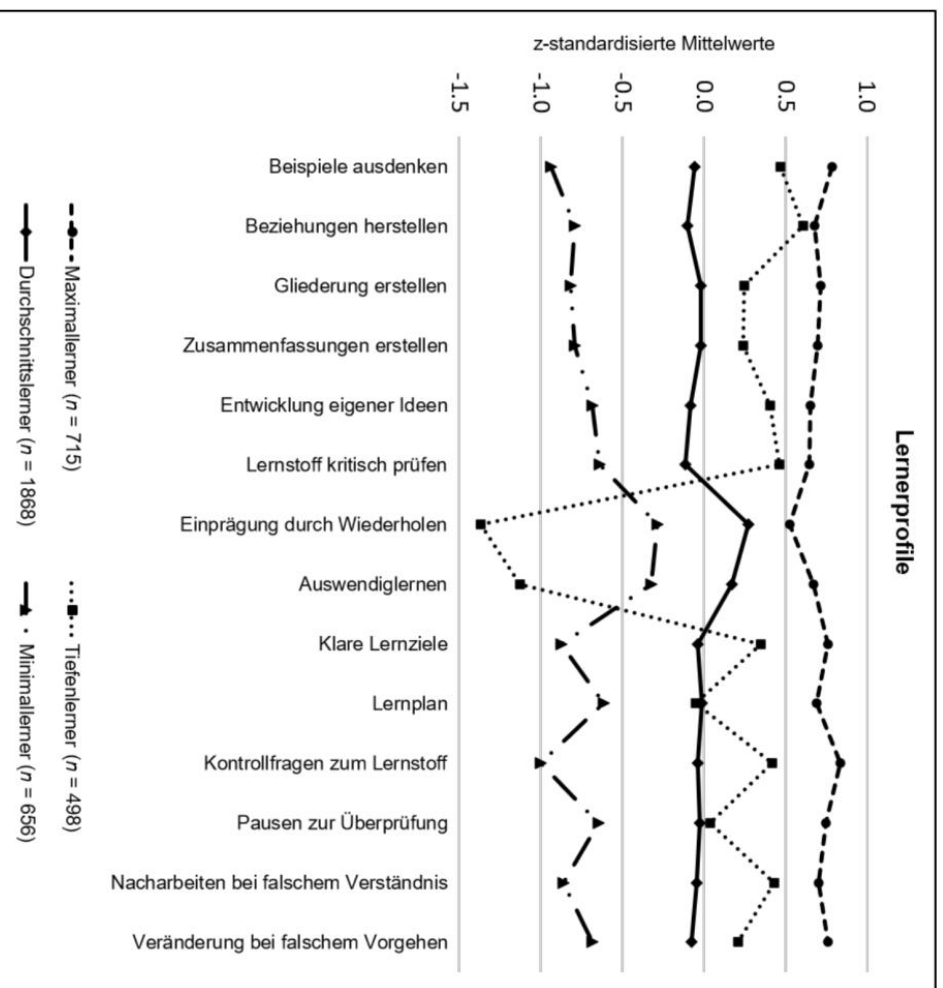 Lernerprofile
z-standardisierte Mittelwerte
1.0
0.5
0.0
-0.5
-1.0
-1.5
Beispiele ausdenken
Beziehungen herstellen
Gliederung erstellen
Zusammenfassungen erstellen
Entwicklung eigener Ideen
Lernstoff kritisch prüfen
Einprägung durch Wiederholen
Auswendiglernen
Klare Lernziele
Lernplan
Kontrollfragen zum Lernstoff
Pausen zur Überprüfung
Nacharbeiten bei falschem Verständnis
Veränderung bei falschem Vorgehen
Maximallerner (n = 715)
Tiefenlerner (n = 498)
Durchschnittslerner (n = 1868)
Minimallerner (n = 656)